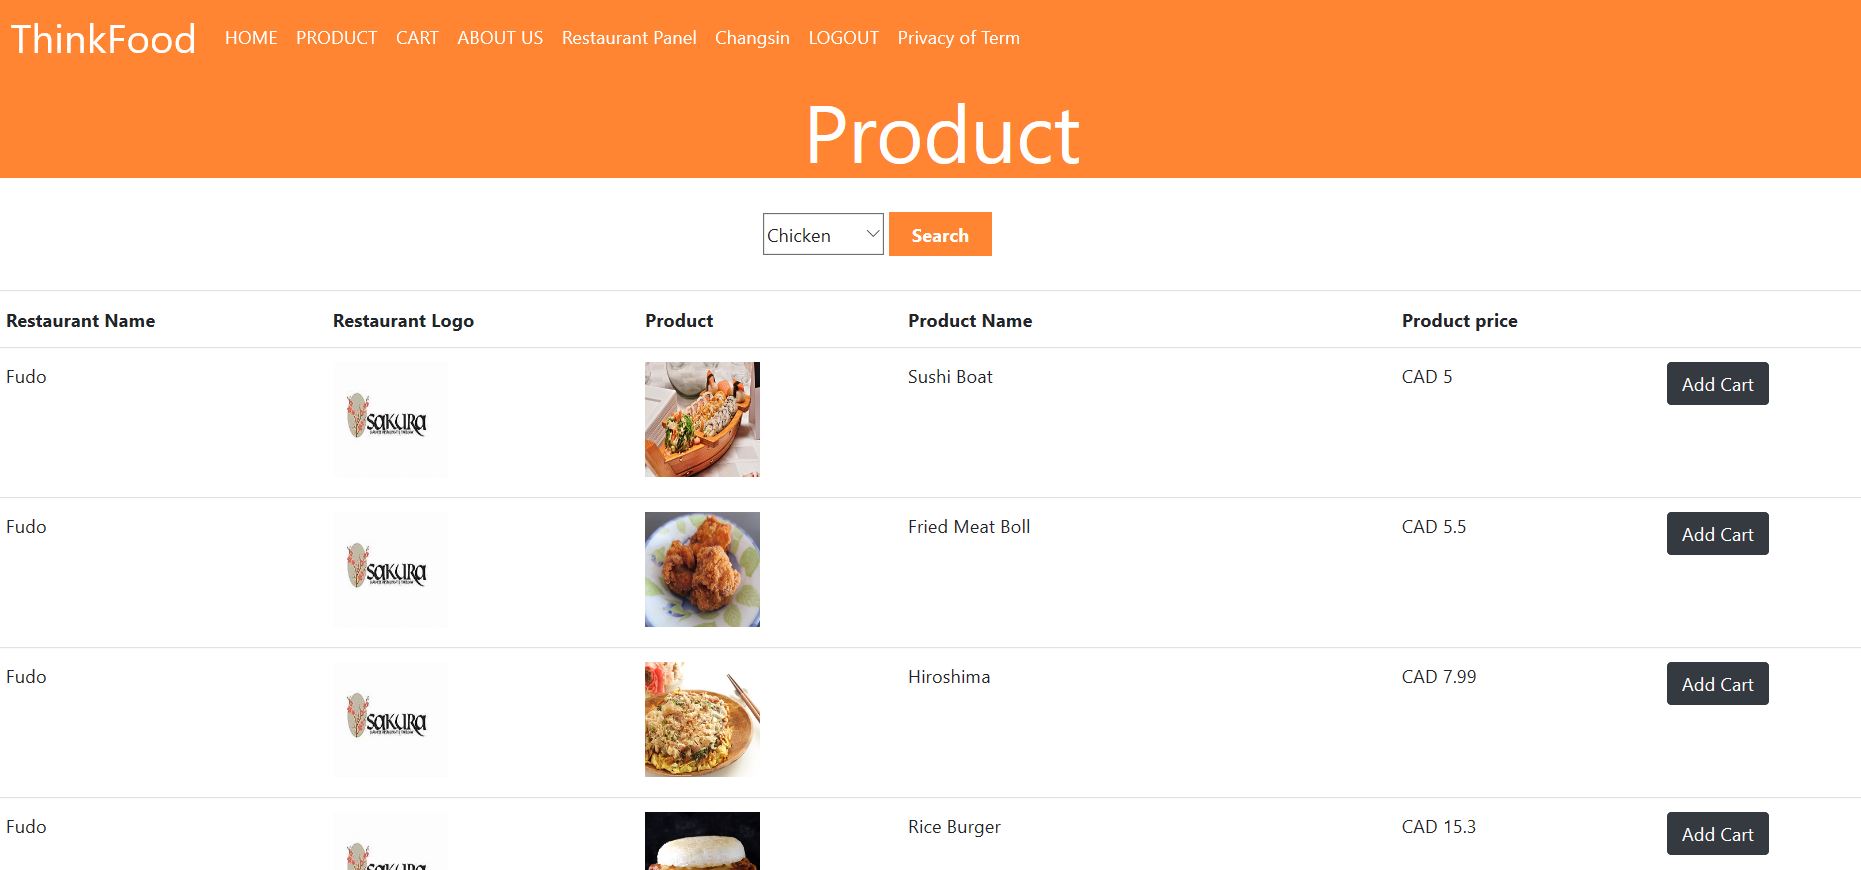 ThinkFood HOME PRODUCT CART ABOUT US Restaurant Panel Changsin LOGOUT Privacy of Term
Product
Chicken Search
Restaurant Name Restaurant Logo Product Product Name Product price
Fudo Sushi Boat CAD 5 Add Cart
sakura
Fudo Fried Meat Boll CAD 5.5 Add Cart
sakura
Fudo Hiroshima CAD 7.99 Add Cart
sakura
Fudo Rice Burger CAD 15.3 Add Cart
sakura